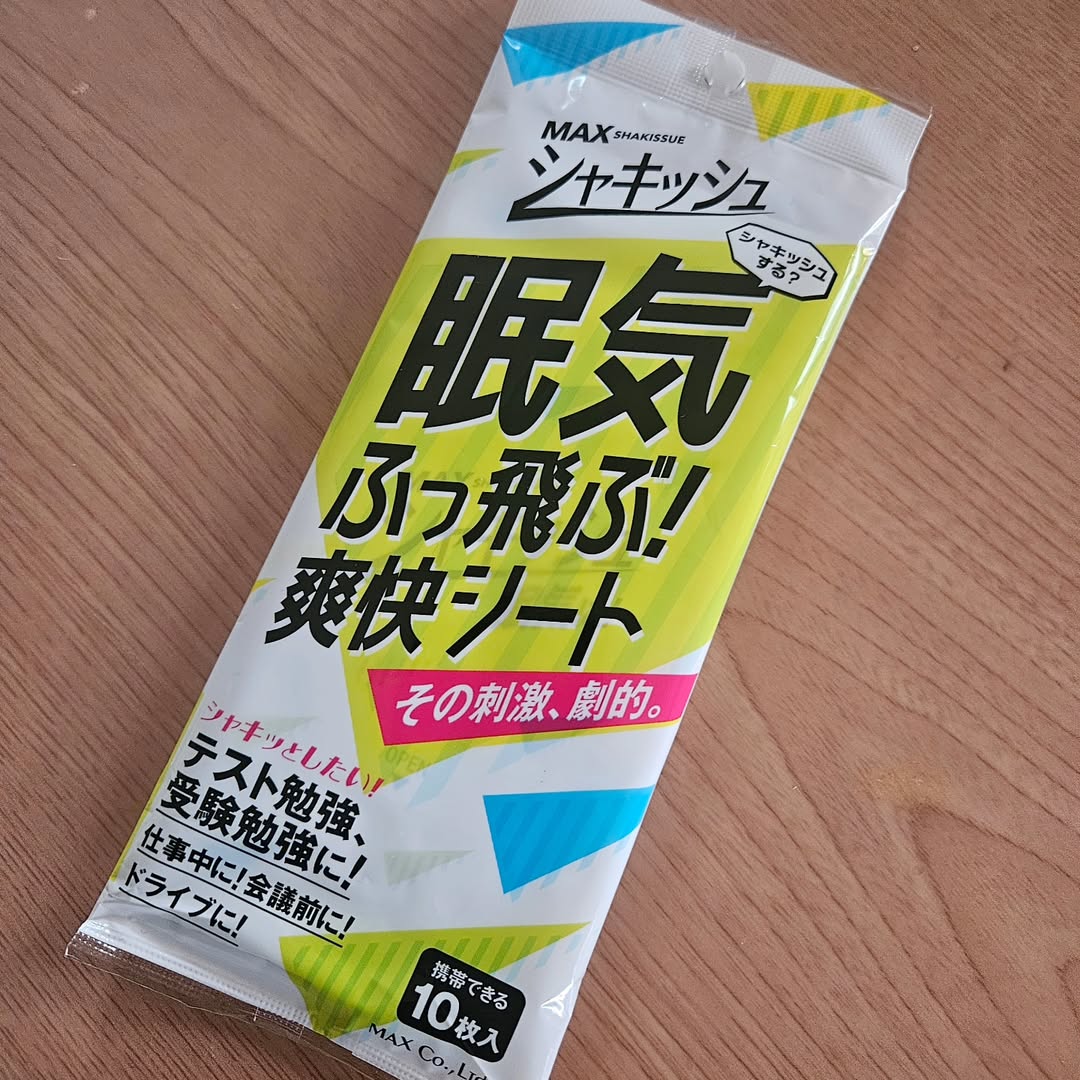 MAX SHAKISSUE
シャキッシュ
シャキッシュ
する?
眠気
ふっ飛ぶ!
爽快シート
その刺激、劇的。
OPEN
シャキッとしたい!
テスト勉強、
受験勉強に!
仕事中に!会議前に!
ドライブに!
携帯できる
10枚入
MAX Co., Ltd